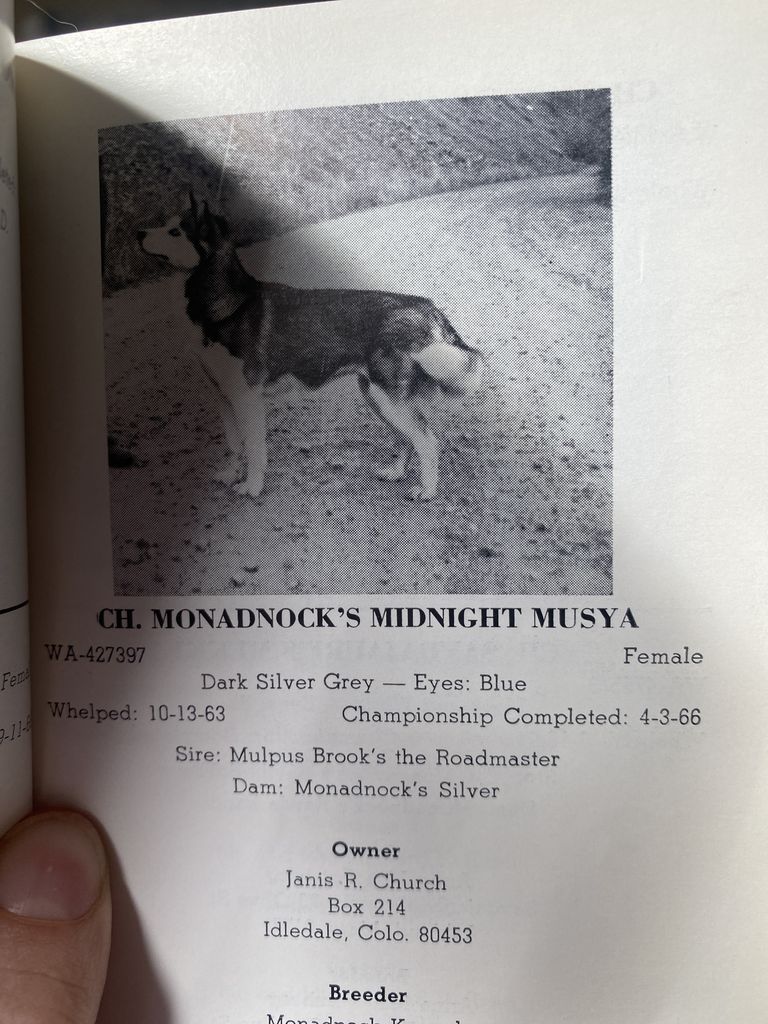 CH. MONADNOCK'S MIDNIGHT MUSYA
WA-427397 Female
Dark Silver Grey — Eyes: Blue
Whelped: 10-13-63 Championship Completed: 4-3-66
Sire: Mulpus Brook's the Roadmaster
Dam: Monadnock's Silver
Owner
Janis R. Church
Box 214
Idledale, Colo. 80453
Breeder
Monadnock